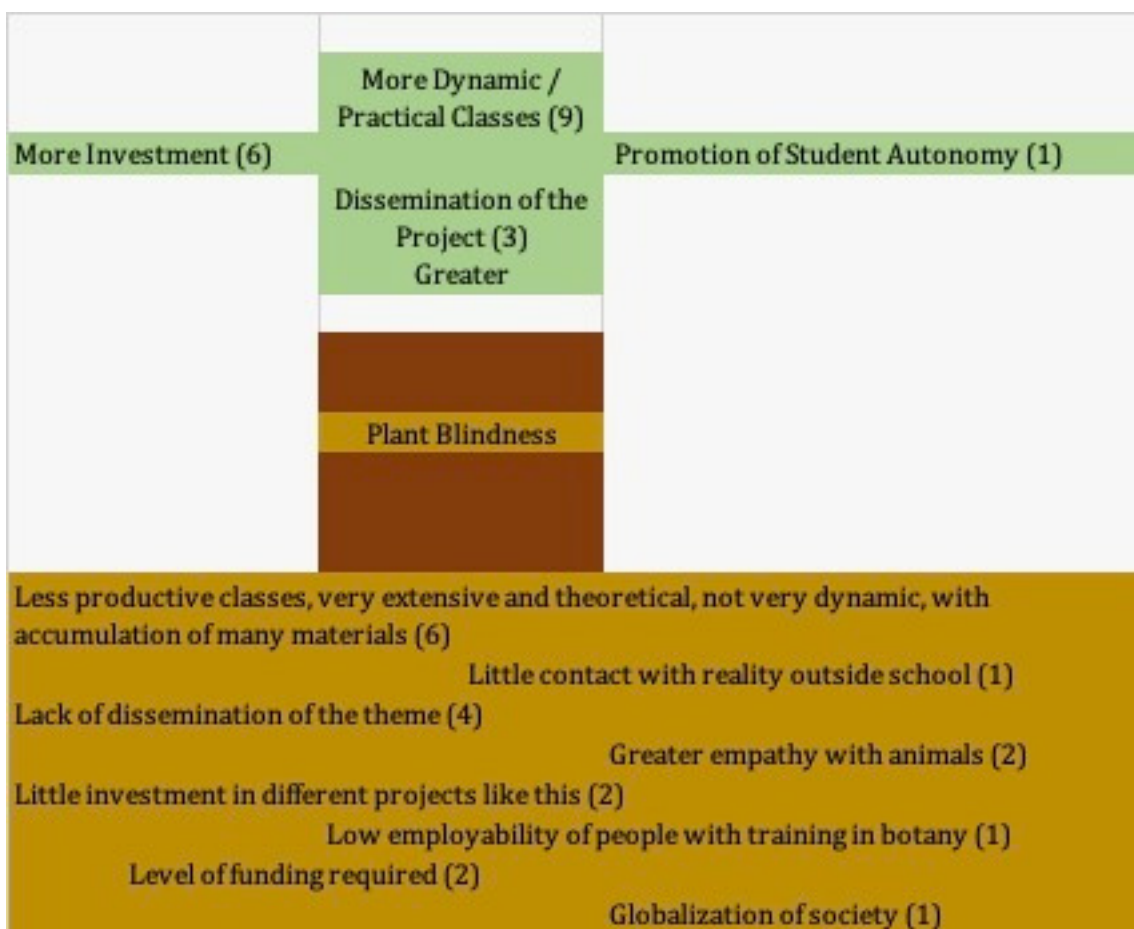 More Dynamic /
Practical Classes (9)
More Investment (6)
Promotion of Student Autonomy (1)
Dissemination of the
Project (3)
Greater
Plant Blindness
Less productive classes, very extensive and theoretical, not very dynamic, with
accumulation of many materials (6)
Little contact with reality outside school (1)
Lack of dissemination of the theme (4)
Greater empathy with animals (2)
Little investment in different projects like this (2)
Low employability of people with training in botany (1)
Level of funding required (2)
Globalization of society (1)